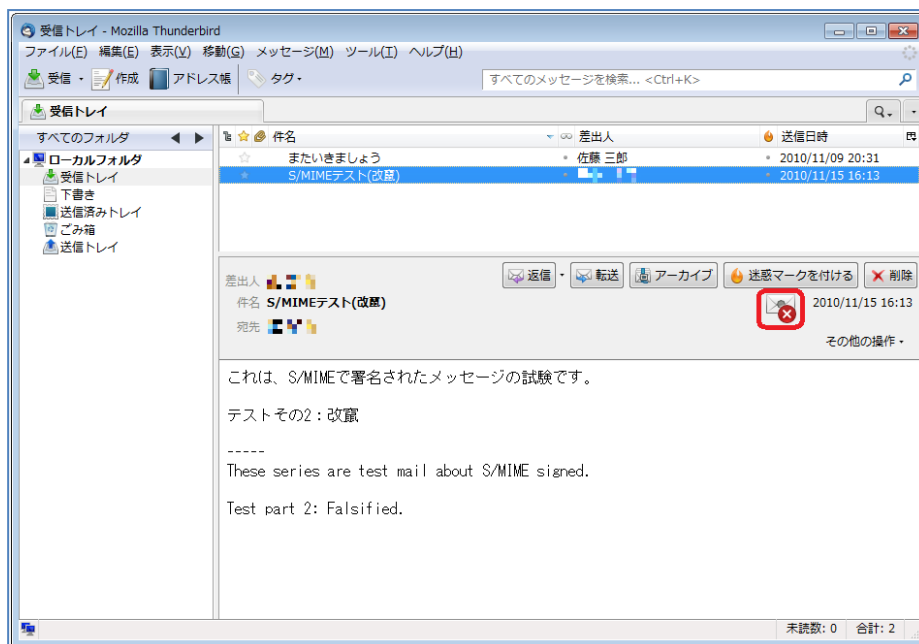 受信トレイ - Mozilla Thunderbird
ファイル(F) 編集(E) 表示(V) 移動(G) メッセージ(M) ツール(T) ヘルプ(H)
受信 作成 アドレス帳 タグ すべてのメッセージを検索... <Ctrl+K>
受信トレイ
すべてのフォルダ 件名 差出人 送信日時
ローカルフォルダ またいきましょう 佐藤 三郎 2010/11/09 20:31
受信トレイ S/MIMEテスト(改竄) 2010/11/15 16:13
下書き
送信済みトレイ
ごみ箱
送信トレイ
差出人 返信 転送 アーカイブ 迷惑マークを付ける 削除
件名 S/MIMEテスト(改竄) 2010/11/15 16:13
宛先
その他の操作
これは、S/MIMEで署名されたメッセージの試験です。
テストその2：改竄
-----
These series are test mail about S/MIME signed.
Test part 2: Falsified.
未読数: 0 合計: 2